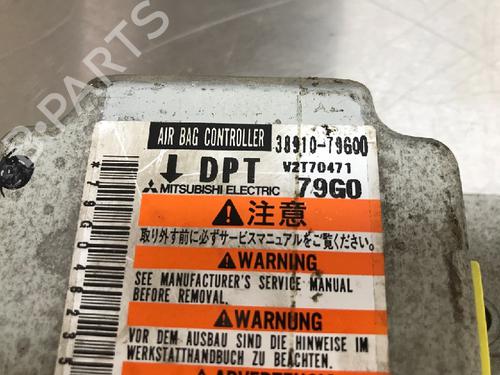 B-PARTS
AIR BAG CONTROLLER 38910-79G00
DPT V2T70471
MITSUBISHI ELECTRIC 79G0
注意
取り外す前に必ずサービスマニュアルをご覧ください。
WARNING
SEE MANUFACTURER'S SERVICE MANUAL
BEFORE REMOVAL.
WARNUNG
VOR DEM AUSBAU SIND DIE HINWEISE IM
WERKSTATTHANDBUCH ZU BEACHTEN.